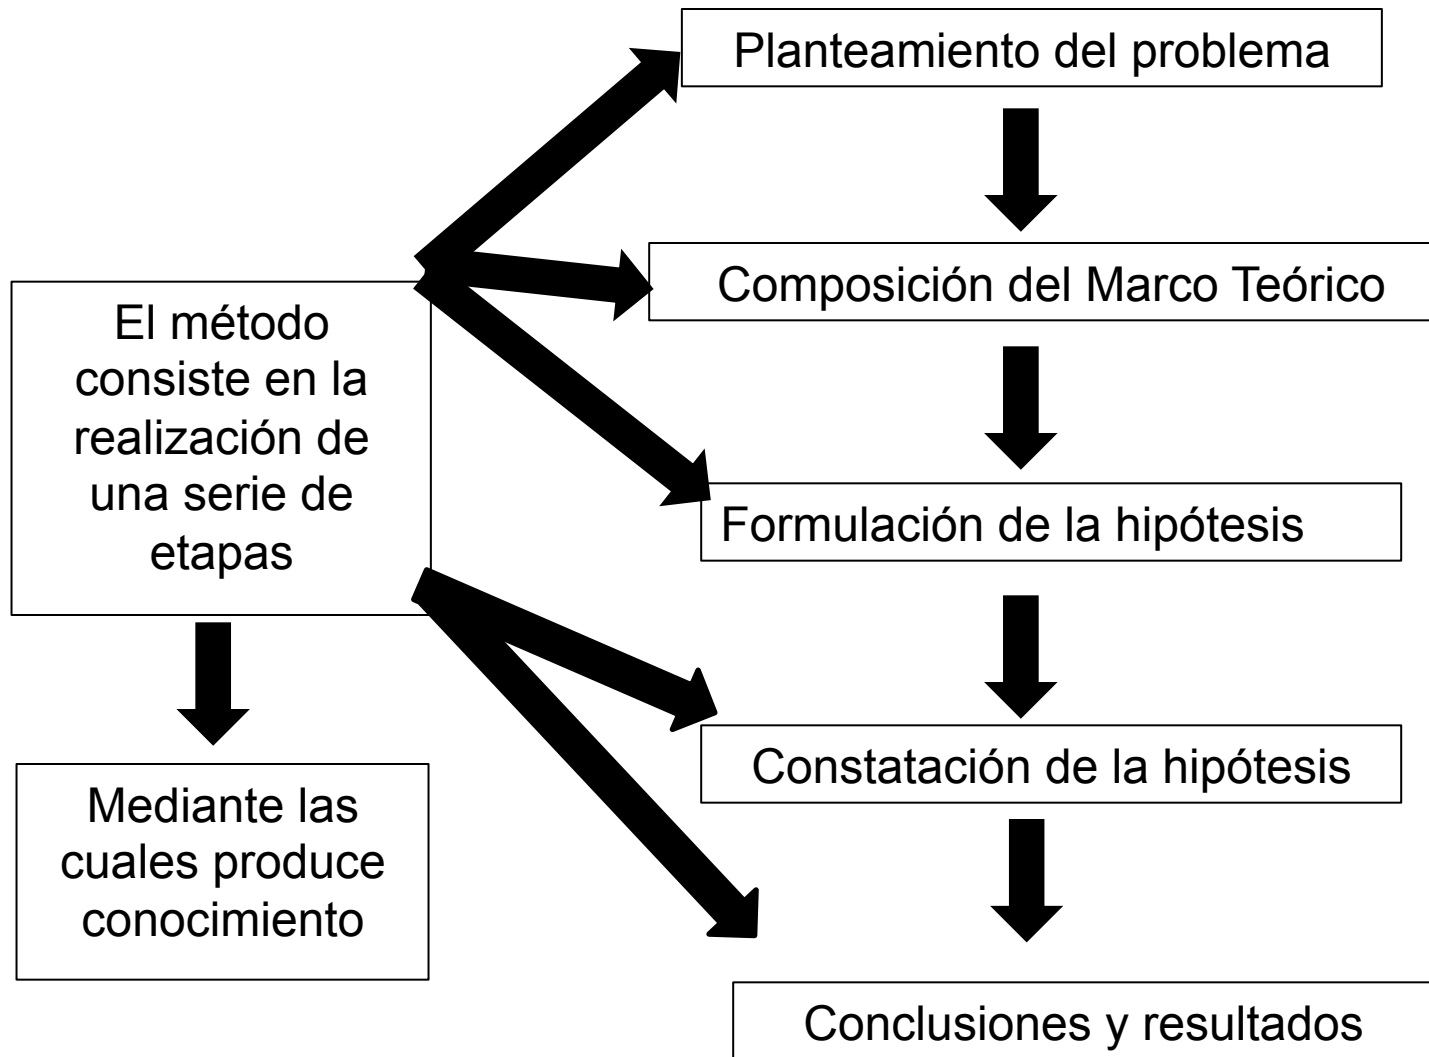 Planteamiento del problema
Composición del Marco Teórico
El método
consiste en la
realización de
una serie de
etapas
Formulación de la hipótesis
Constatación de la hipótesis
Mediante las
cuales produce
conocimiento
Conclusiones y resultados